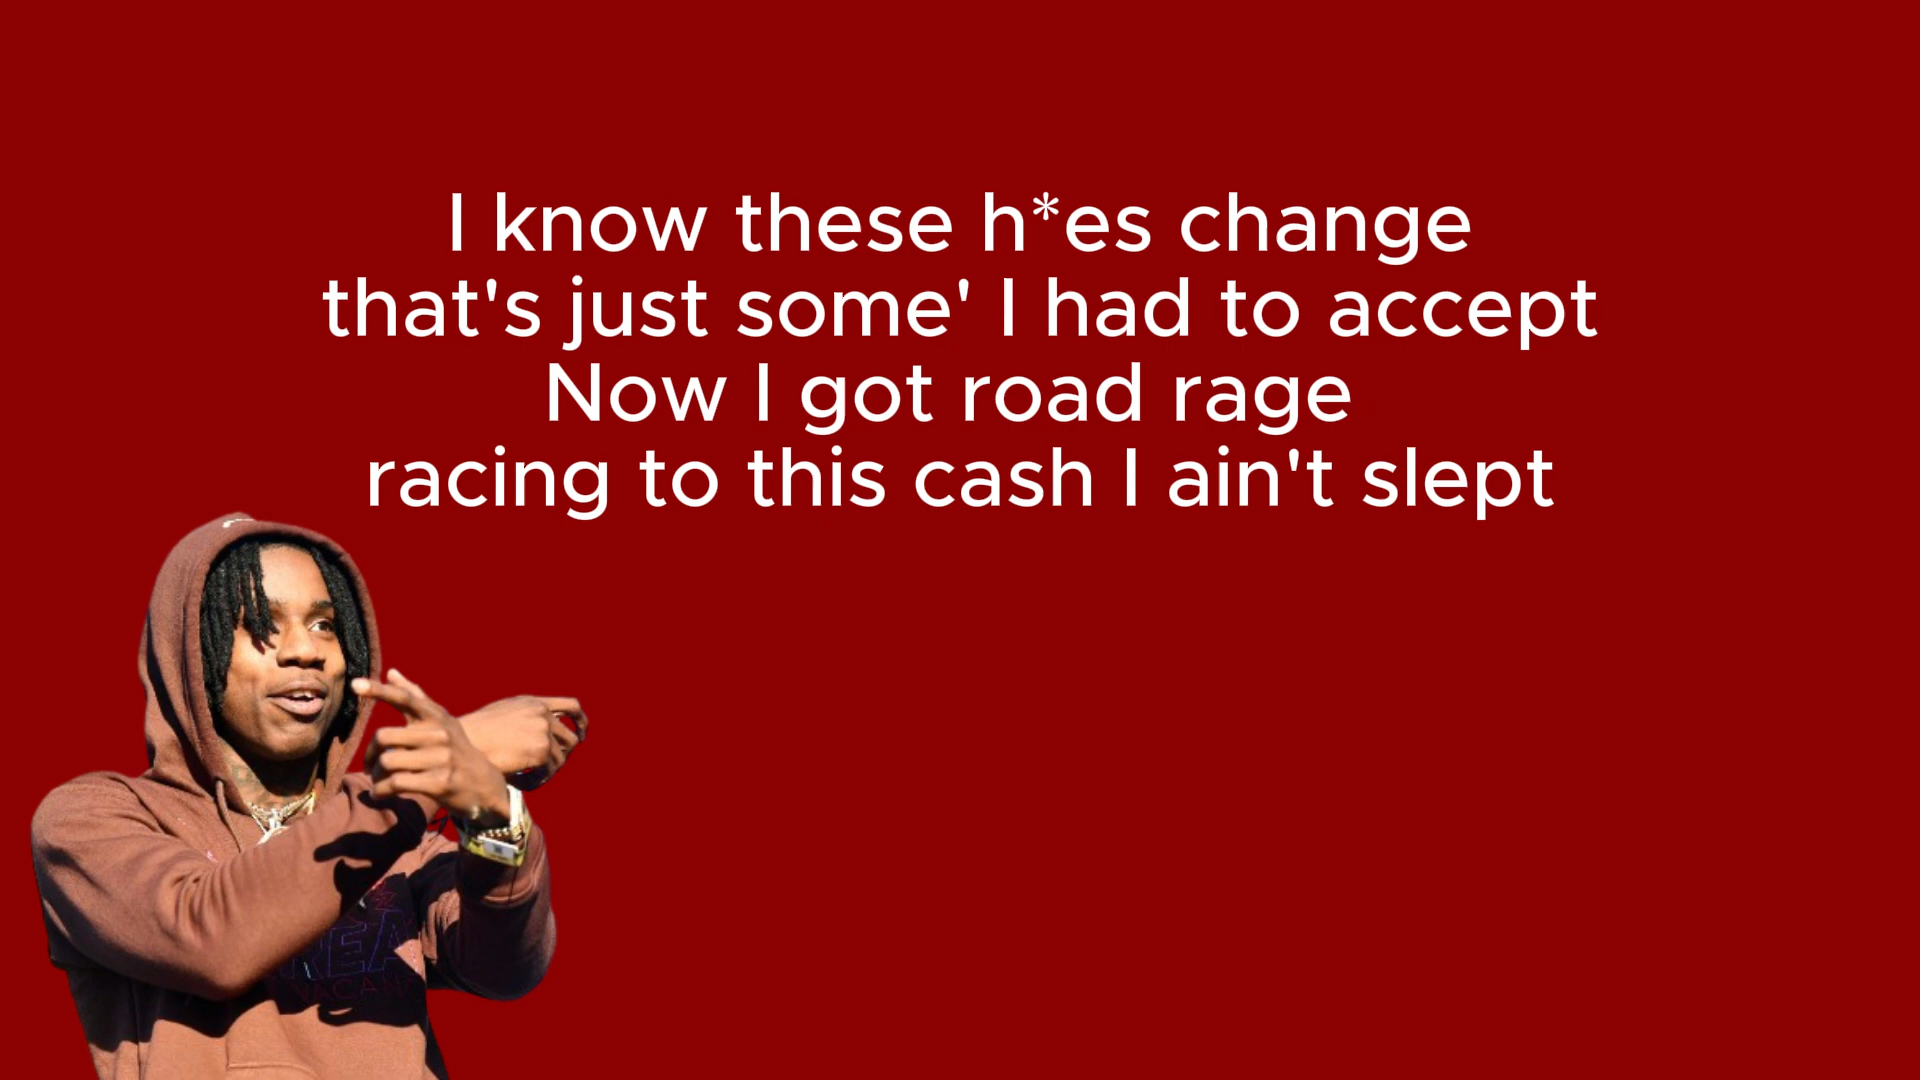 I know these h*es change
that's just some' I had to accept
Now I got road rage
racing to this cash I ain't slept